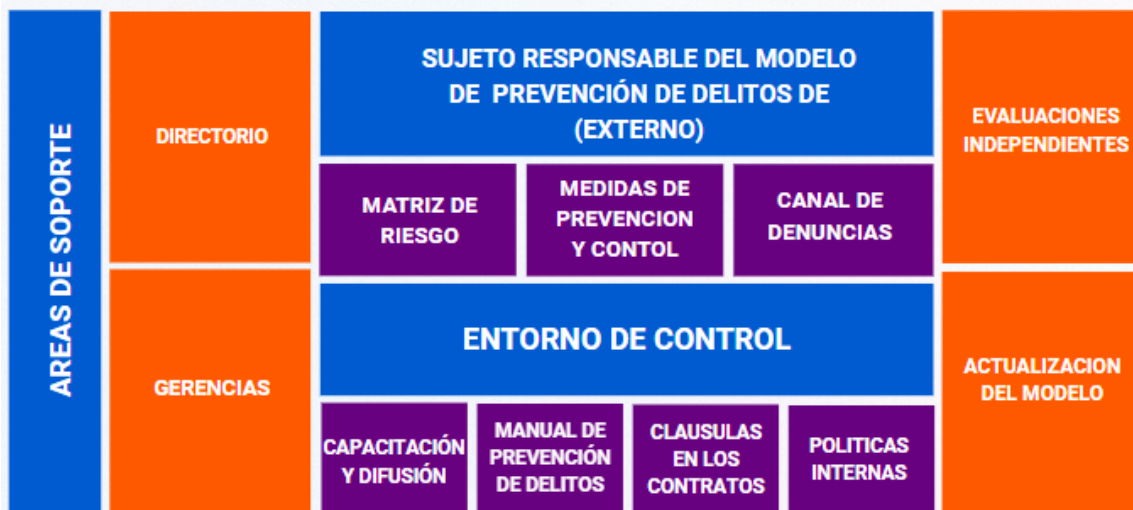 AREAS DE SOPORTE
DIRECTORIO
GERENCIAS
SUJETO RESPONSABLE DEL MODELO
DE PREVENCIÓN DE DELITOS DE
(EXTERNO)
MATRIZ DE
RIESGO
MEDIDAS DE
PREVENCION
Y CONTOL
CANAL DE
DENUNCIAS
ENTORNO DE CONTROL
CAPACITACIÓN
Y DIFUSIÓN
MANUAL DE
PREVENCIÓN
DE DELITOS
CLAUSULAS
EN LOS
CONTRATOS
POLITICAS
INTERNAS
EVALUACIONES
INDEPENDIENTES
ACTUALIZACION
DEL MODELO